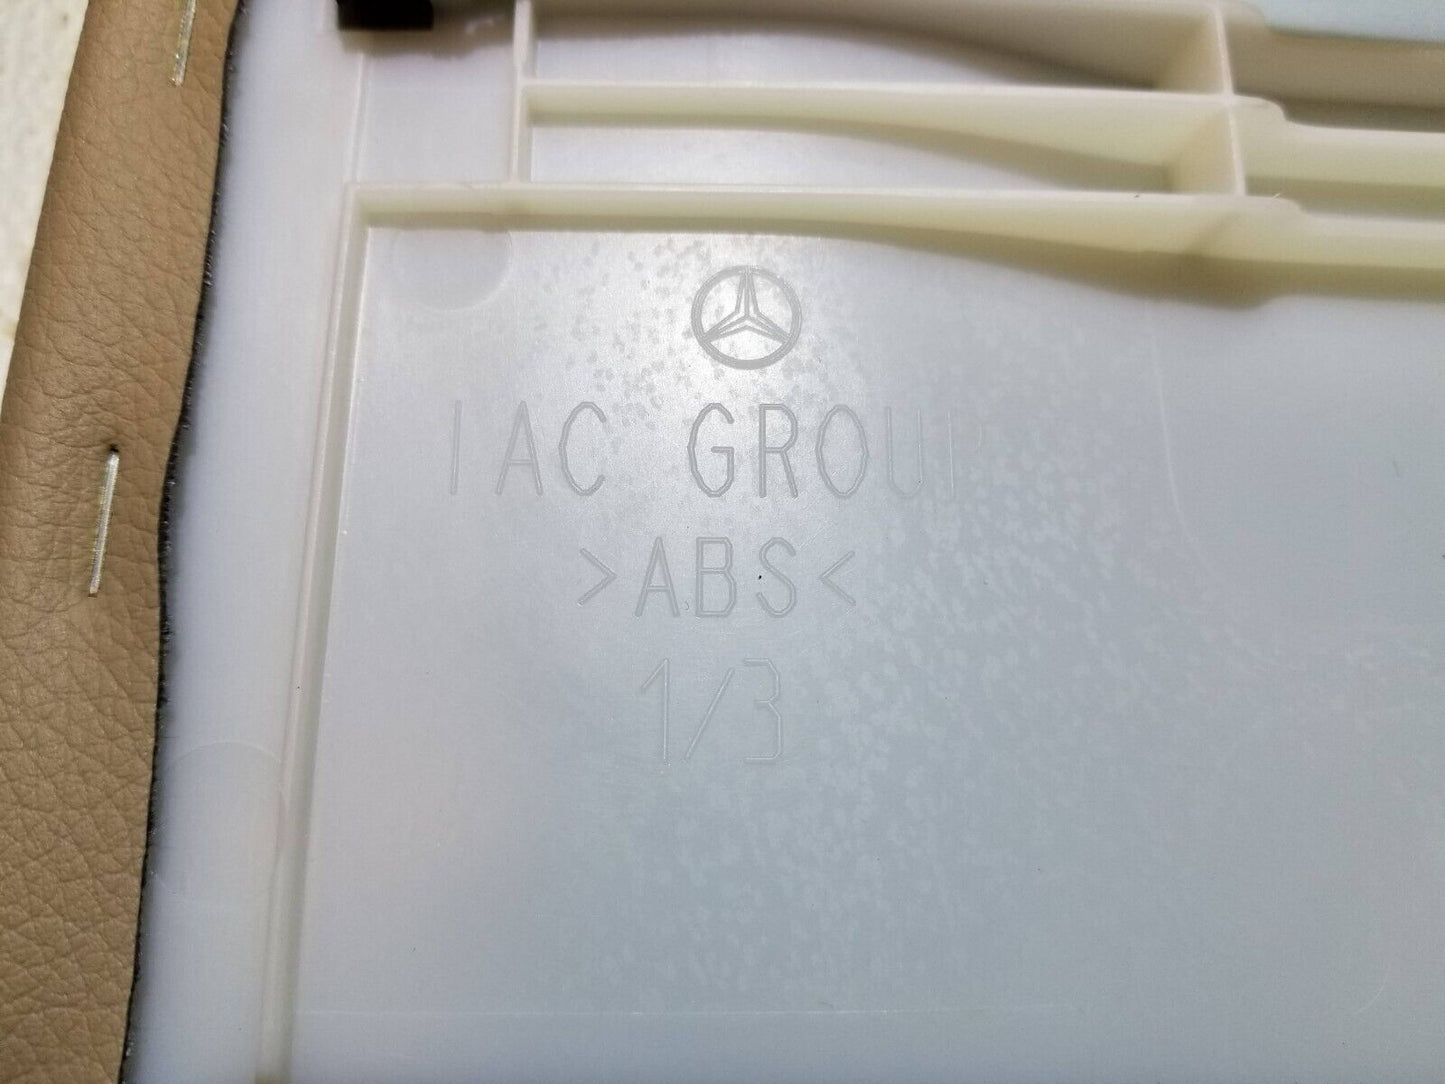 IAC GROUP
>ABS<
1/3